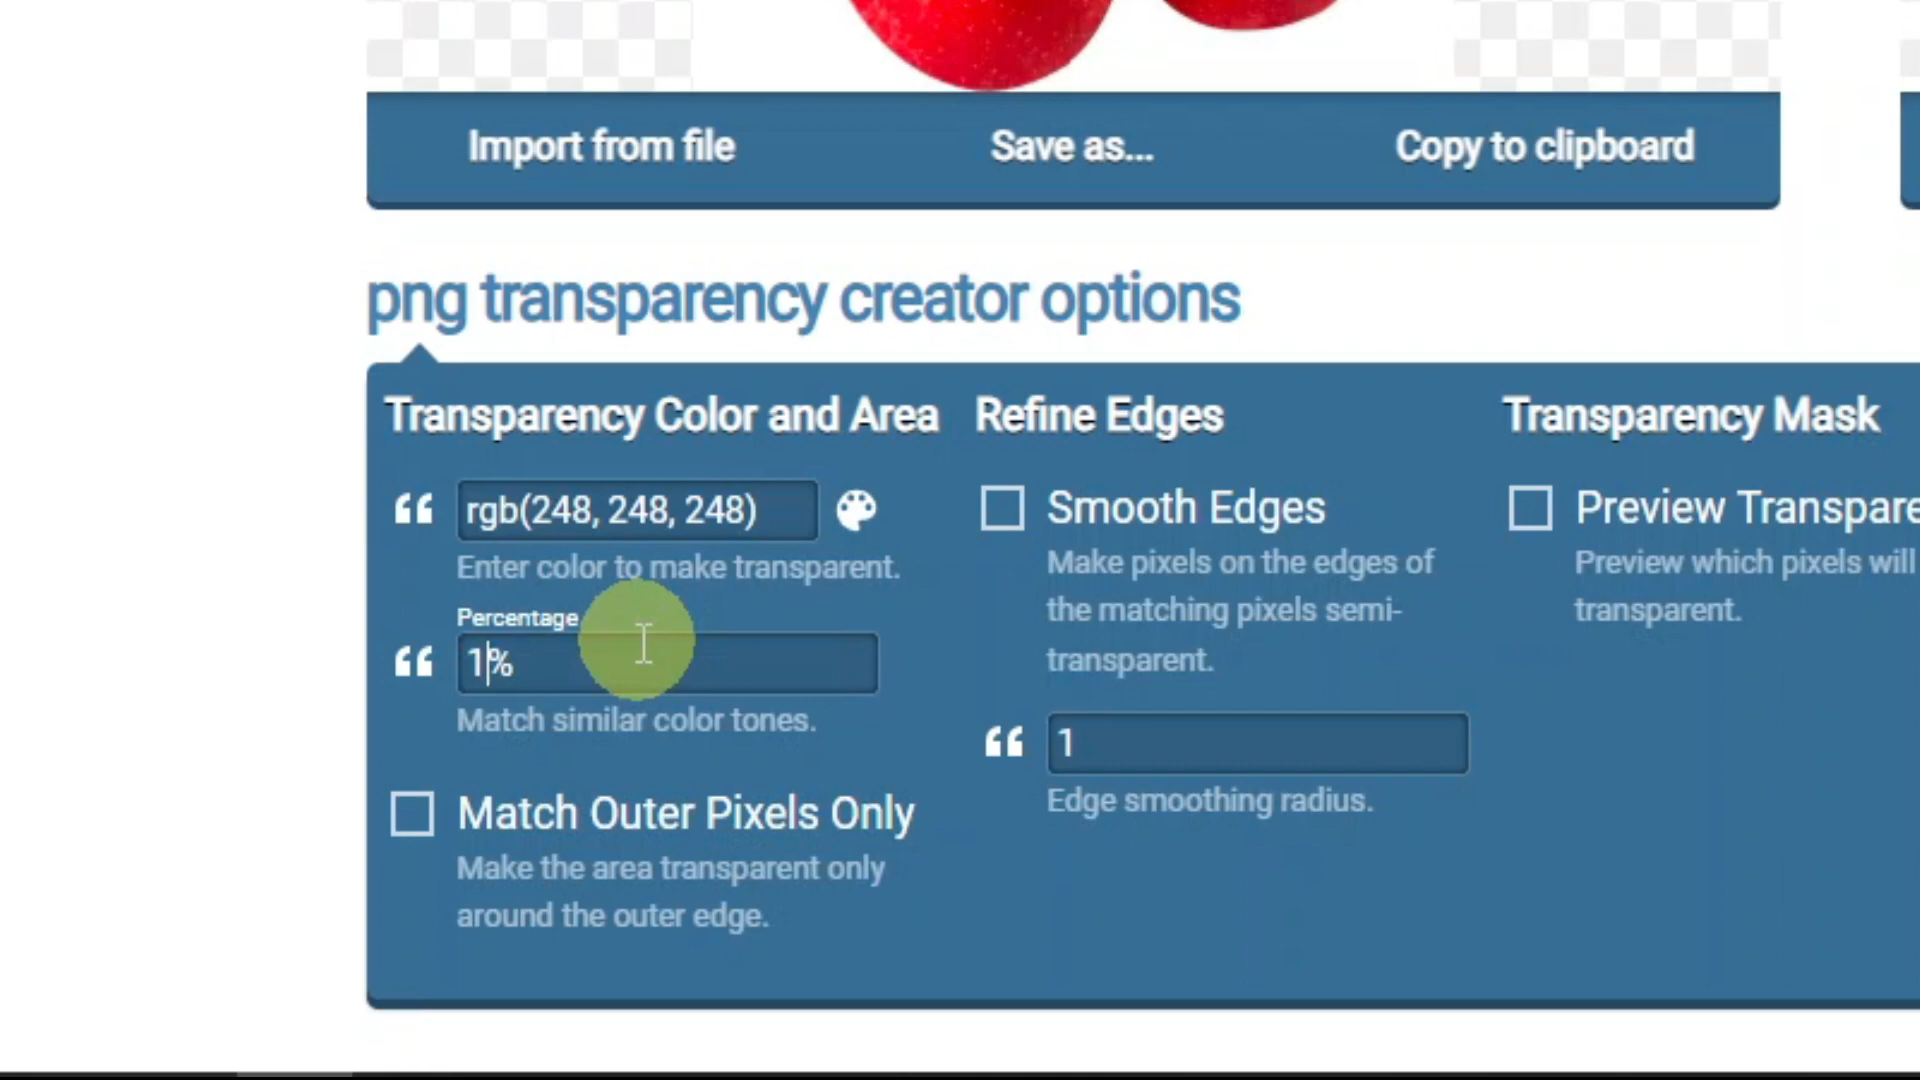 Import from file
Save as...
Copy to clipboard
png transparency creator options
Transparency Color and Area
rgb(248, 248, 248)
Enter color to make transparent.
Percentage
1%
Match similar color tones.
Match Outer Pixels Only
Make the area transparent only
around the outer edge.
Refine Edges
Smooth Edges
Make pixels on the edges of
the matching pixels semi-
transparent.
1
Edge smoothing radius.
Transparency Mask
Preview Transpare
Preview which pixels will
transparent.